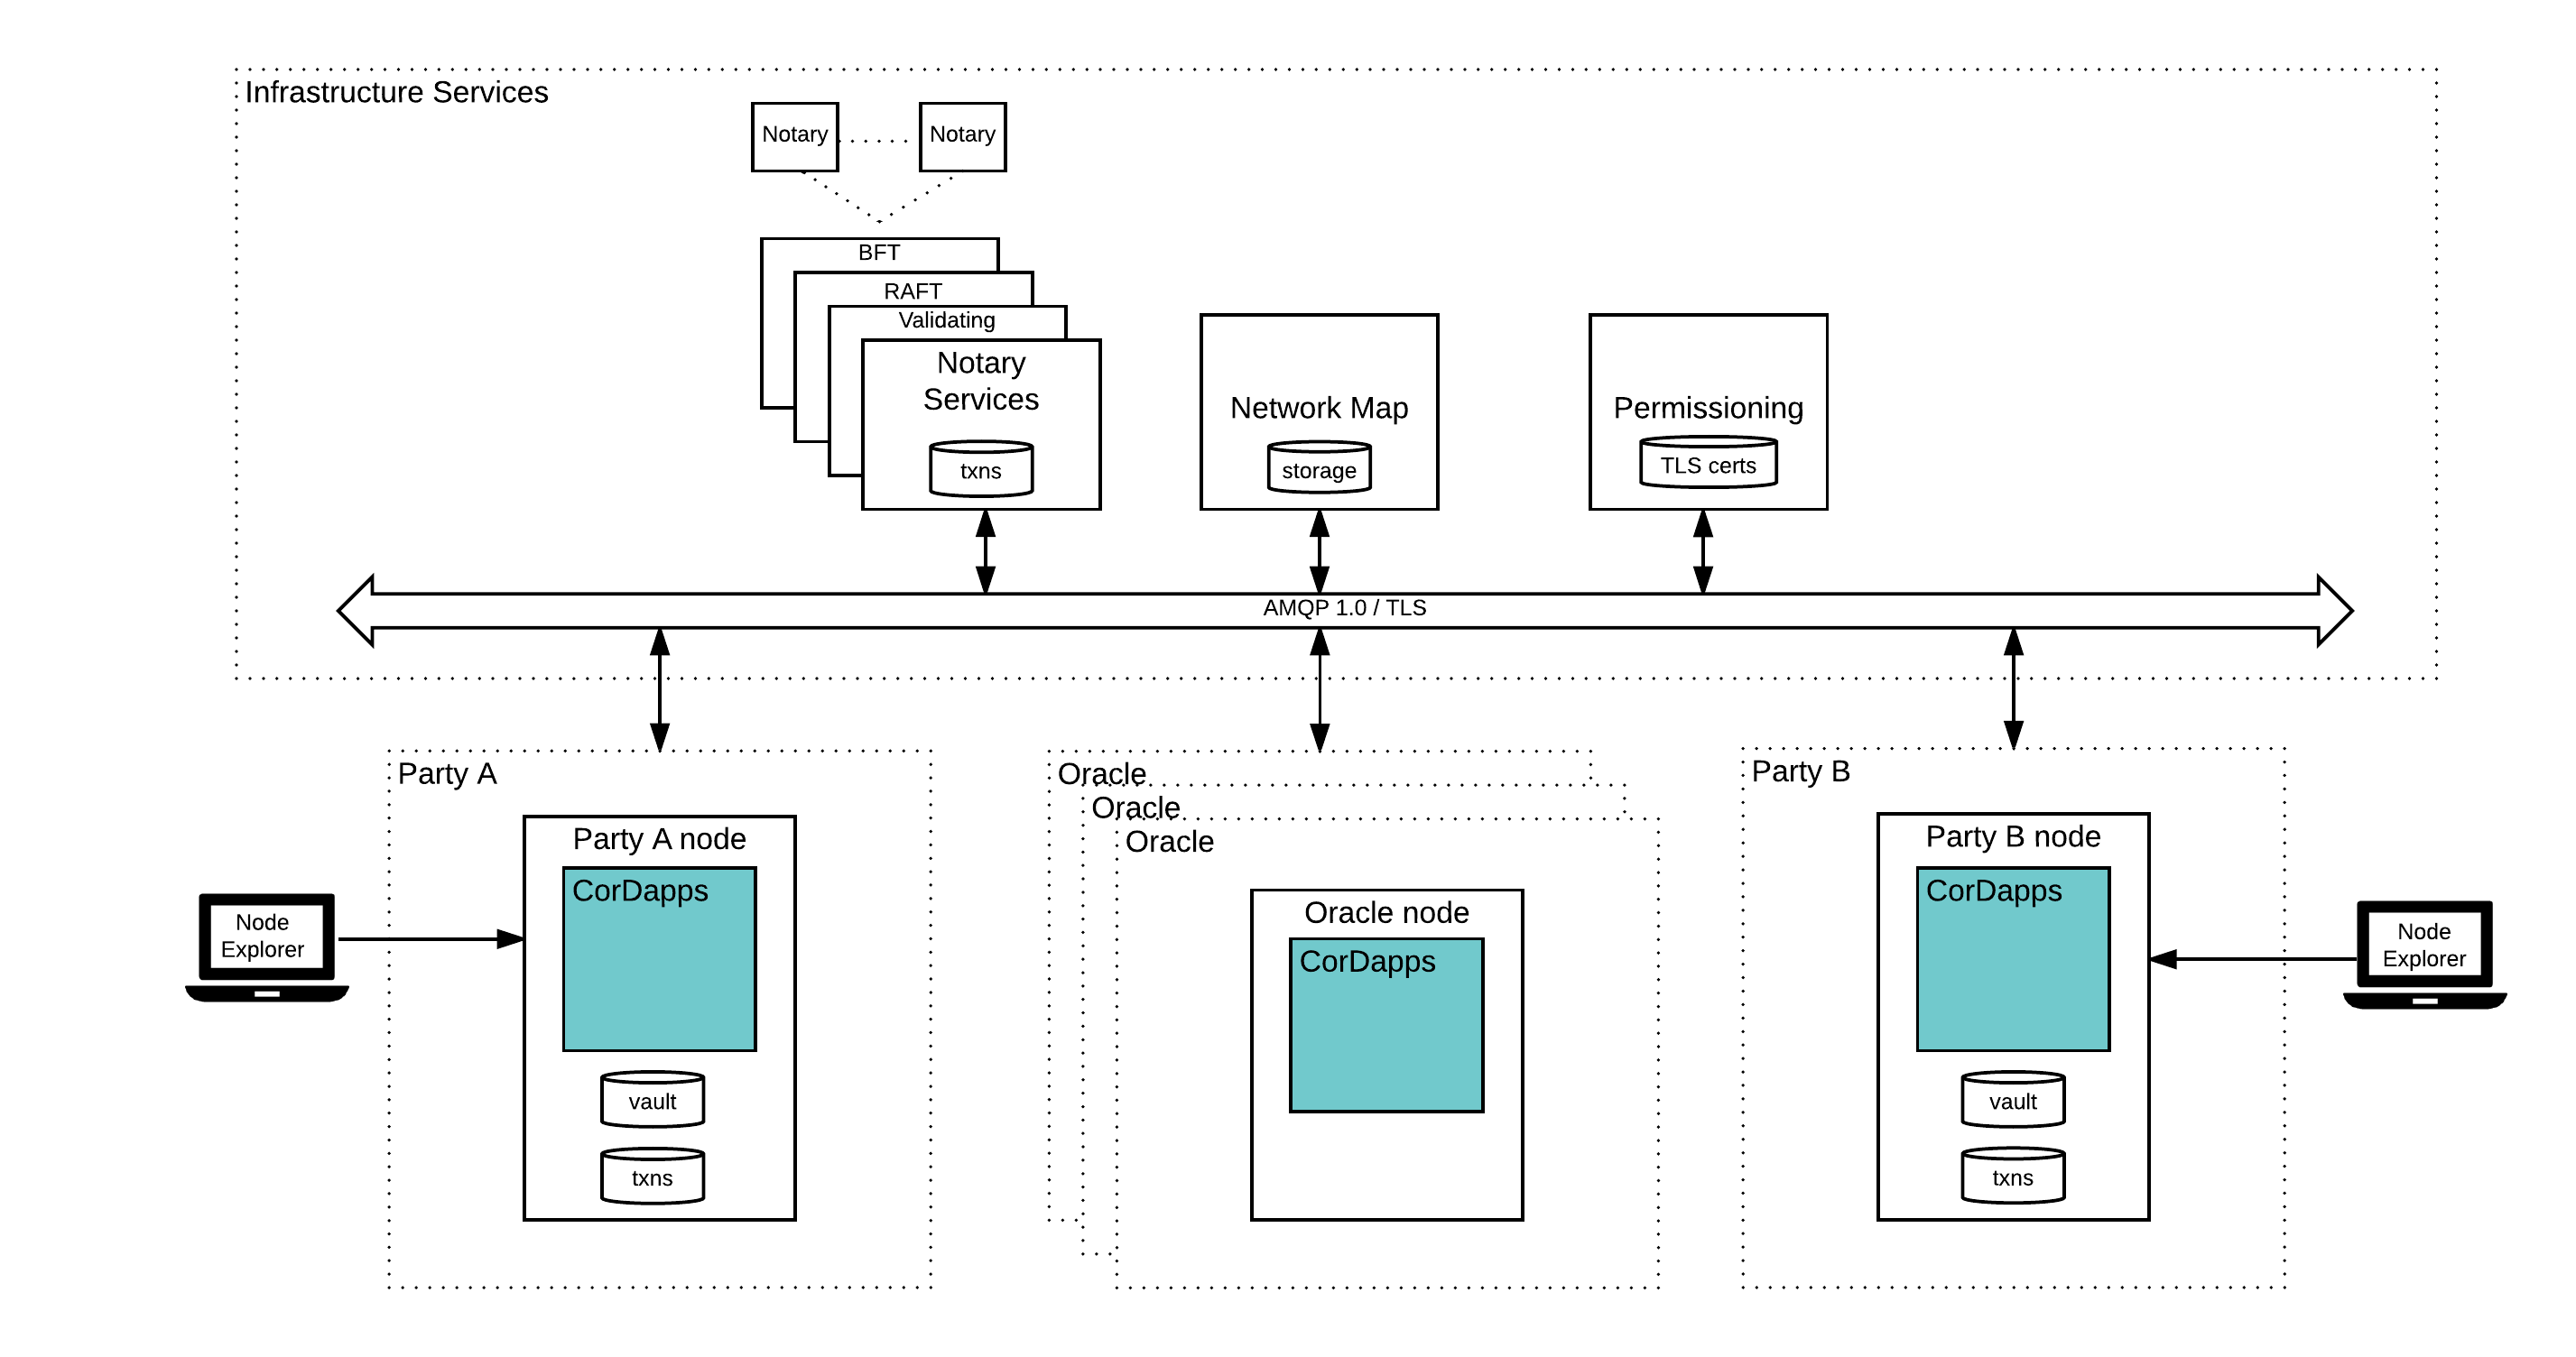 Infrastructure Services
Notary
Notary
BFT
RAFT
Validating
Notary
Services
txns
Network Map
storage
Permissioning
TLS certs
AMQP 1.0 / TLS
Party A
Party A node
CorDapps
vault
txns
Node
Explorer
Oracle
Oracle
Oracle
Oracle node
CorDapps
Party B
Party B node
CorDapps
vault
txns
Node
Explorer